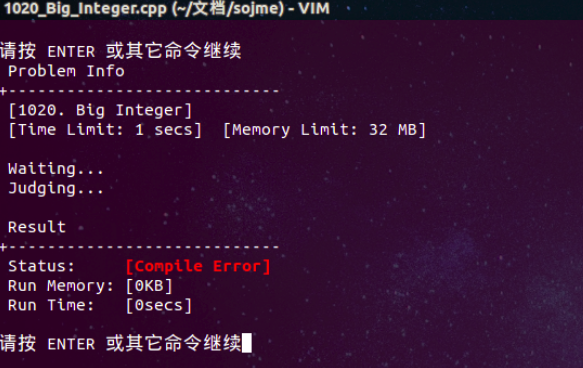 1020_Big_Integer.cpp (~/文档/sojme) - VIM
请按 ENTER 或其它命令继续
Problem Info
+----------------------------
[1020. Big Integer]
[Time Limit: 1 secs] [Memory Limit: 32 MB]
Waiting...
Judging...
Result
+----------------------------
Status: [Compile Error]
Run Memory: [0KB]
Run Time: [0secs]
请按 ENTER 或其它命令继续